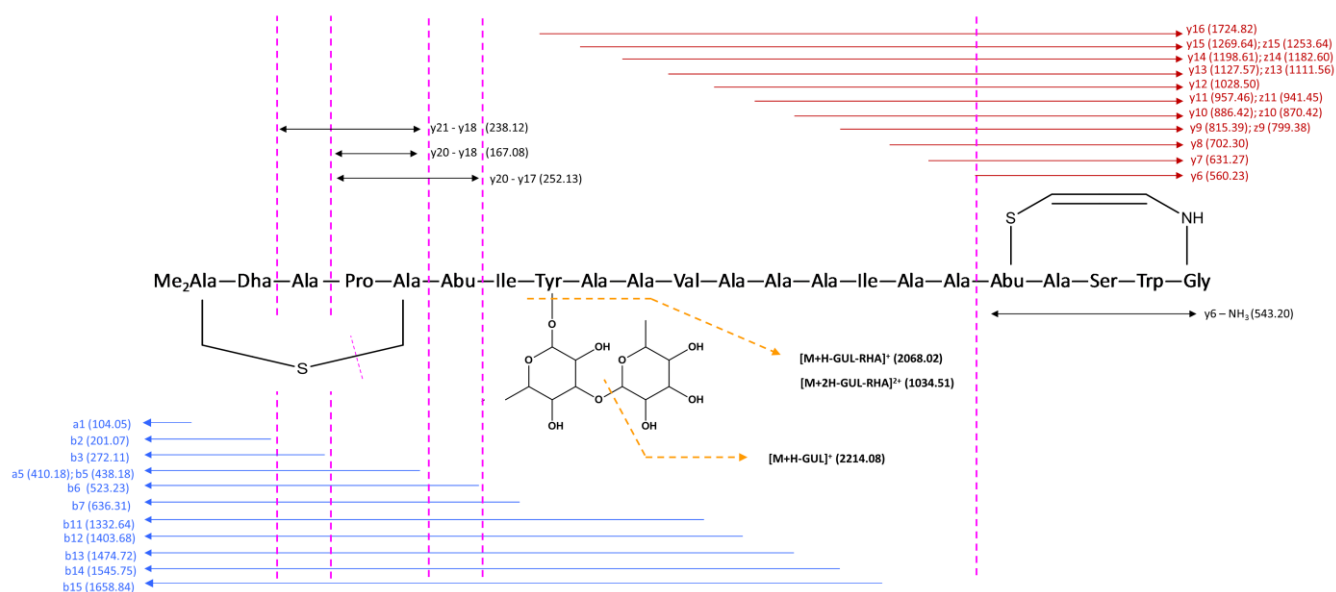 y16 (1724.82)
y15 (1269.64); z15 (1253.64)
y14 (1198.61); z14 (1182.60)
y13 (1127.57); z13 (1111.56)
y12 (1028.50)
y11 (957.46); z11 (941.45)
y10 (886.42); z10 (870.42)
y9 (815.39); z9 (799.38)
y8 (702.30)
y7 (631.27)
y6 (560.23)
y21 - y18 (238.12)
y20 - y18 (167.08)
y20 - y17 (252.13)
S NH
Me2Ala—Dha—Ala—Pro—Ala—Abu—Ile—Tyr—Ala—Ala—Val—Ala—Ala—Ala—Ile—Ala—Ala—Abu—Ala—Ser—Trp—Gly
y6 – NH3 (543.20)
S
O
O OH O OH
O OH
OH OH
[M+H-GUL-RHA]+ (2068.02)
[M+2H-GUL-RHA]2+ (1034.51)
[M+H-GUL]+ (2214.08)
a1 (104.05)
b2 (201.07)
b3 (272.11)
a5 (410.18); b5 (438.18)
b6 (523.23)
b7 (636.31)
b11 (1332.64)
b12 (1403.68)
b13 (1474.72)
b14 (1545.75)
b15 (1658.84)